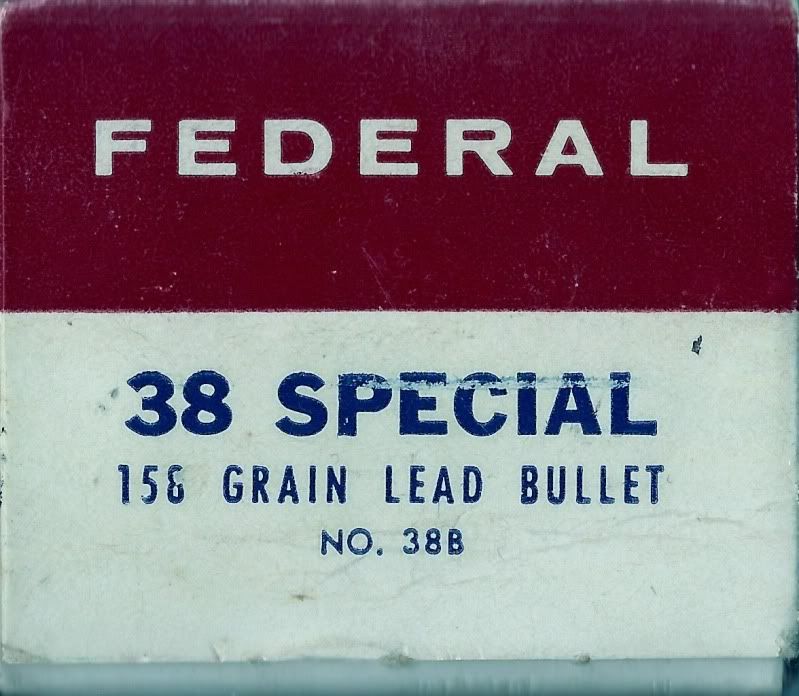 FEDERAL
38 SPECIAL
158 GRAIN LEAD BULLET
NO. 38B